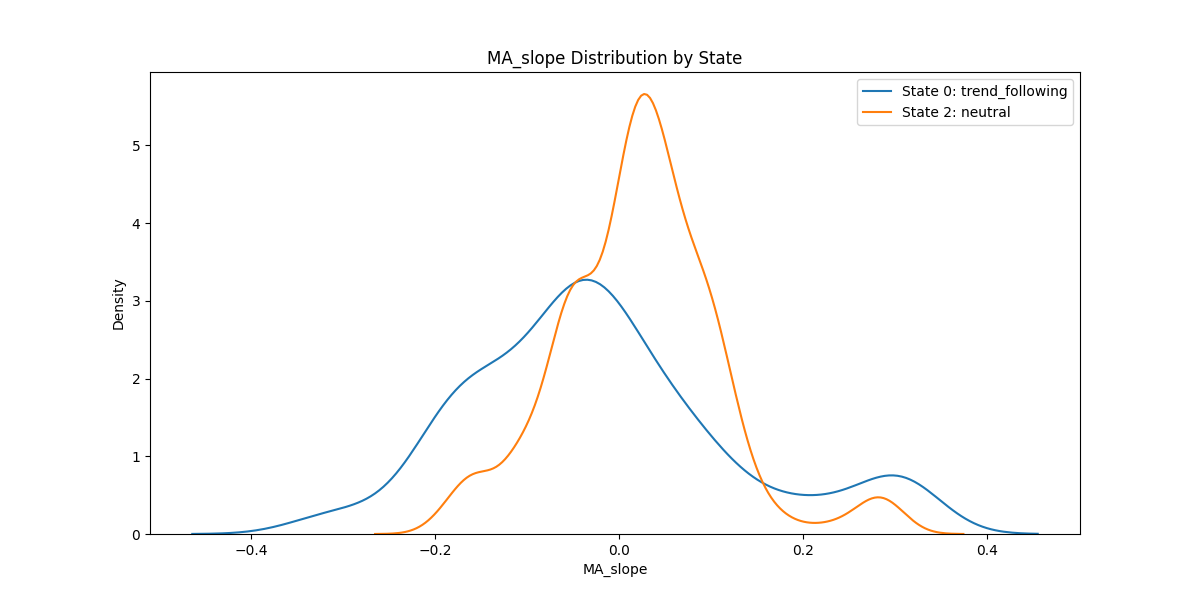 MA_slope Distribution by State
State 0: trend_following
State 2: neutral
Density
5
4
3
2
1
0
−0.4 −0.2 0.0 0.2 0.4
MA_slope